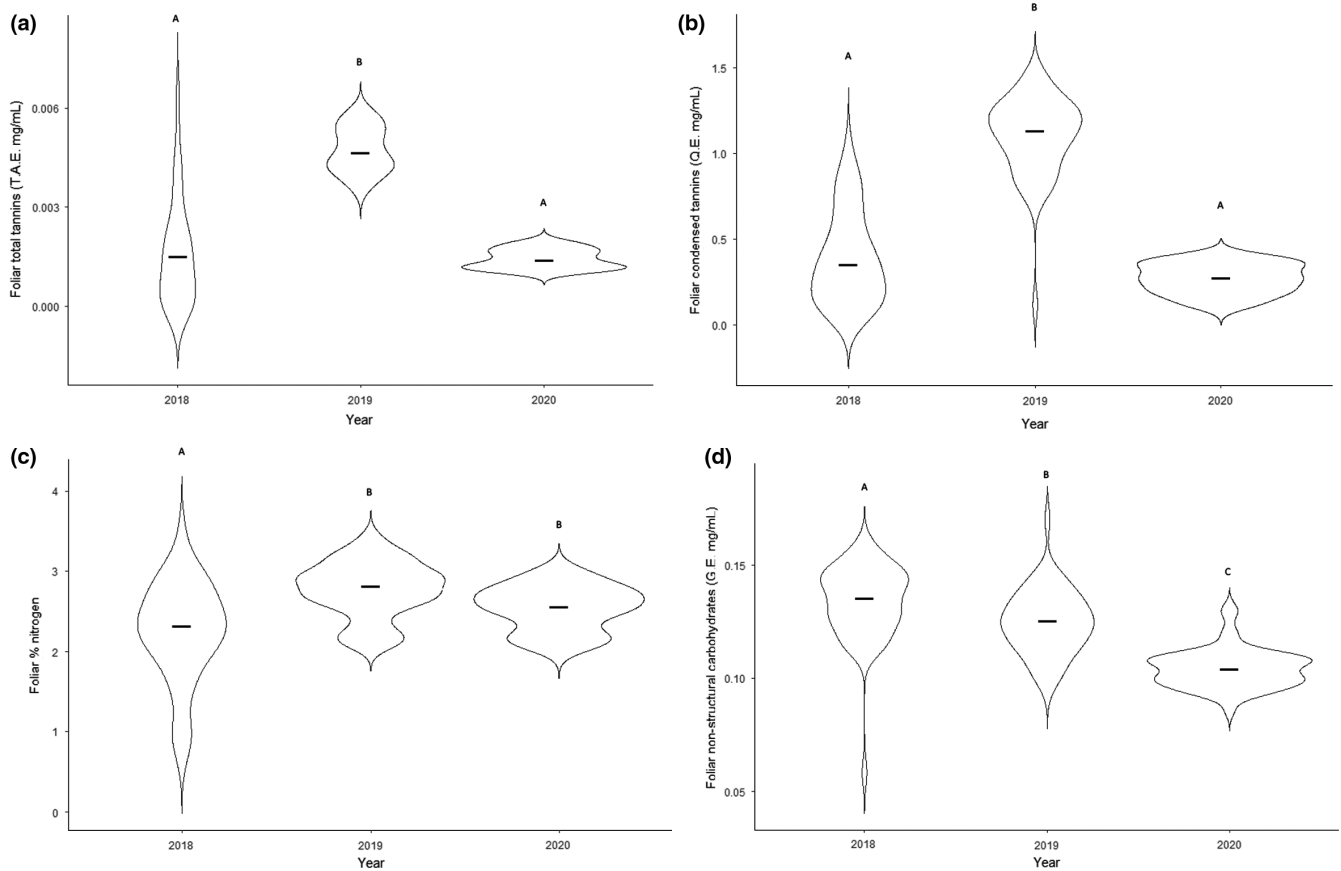 (a)
A
B
A
Foliar total tannins (T.A.E. mg/mL)
0.006
0.003
0.000
2018
2019
2020
Year
(b)
A
B
A
Foliar condensed tannins (Q.E. mg/mL)
1.5
1.0
0.5
0.0
2018
2019
2020
Year
(c)
A
B
B
Foliar % nitrogen
4
3
2
1
0
2018
2019
2020
Year
(d)
A
B
C
Foliar non-structural carbohydrates (G.E. mg/mL)
0.15
0.10
0.05
2018
2019
2020
Year